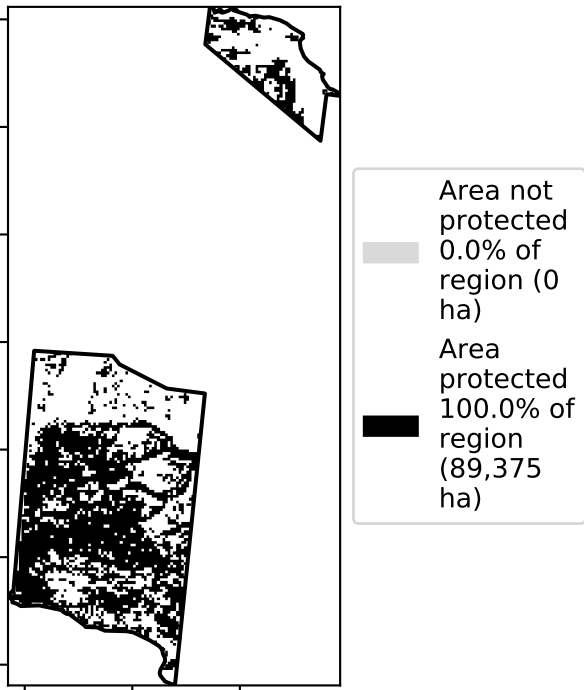 Area not
protected
0.0% of
region (0
ha)
Area
protected
100.0% of
region
(89,375
ha)